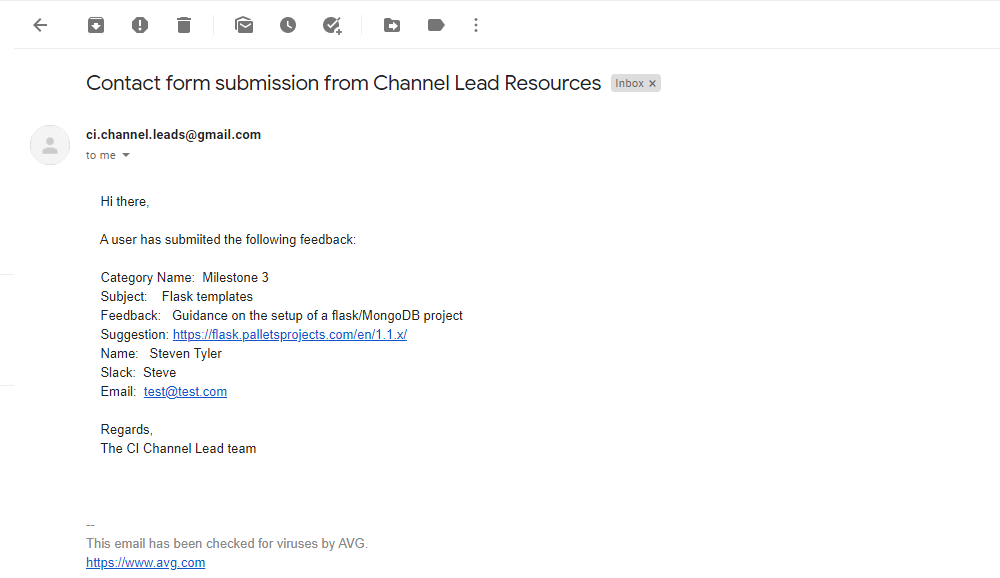 Contact form submission from Channel Lead Resources Inbox ×
ci.channel.leads@gmail.com
to me
Hi there,
A user has submiited the following feedback:
Category Name: Milestone 3
Subject: Flask templates
Feedback: Guidance on the setup of a flask/MongoDB project
Suggestion: https://flask.palletsprojects.com/en/1.1.x/
Name: Steven Tyler
Slack: Steve
Email: test@test.com
Regards,
The CI Channel Lead team
--
This email has been checked for viruses by AVG.
https://www.avg.com